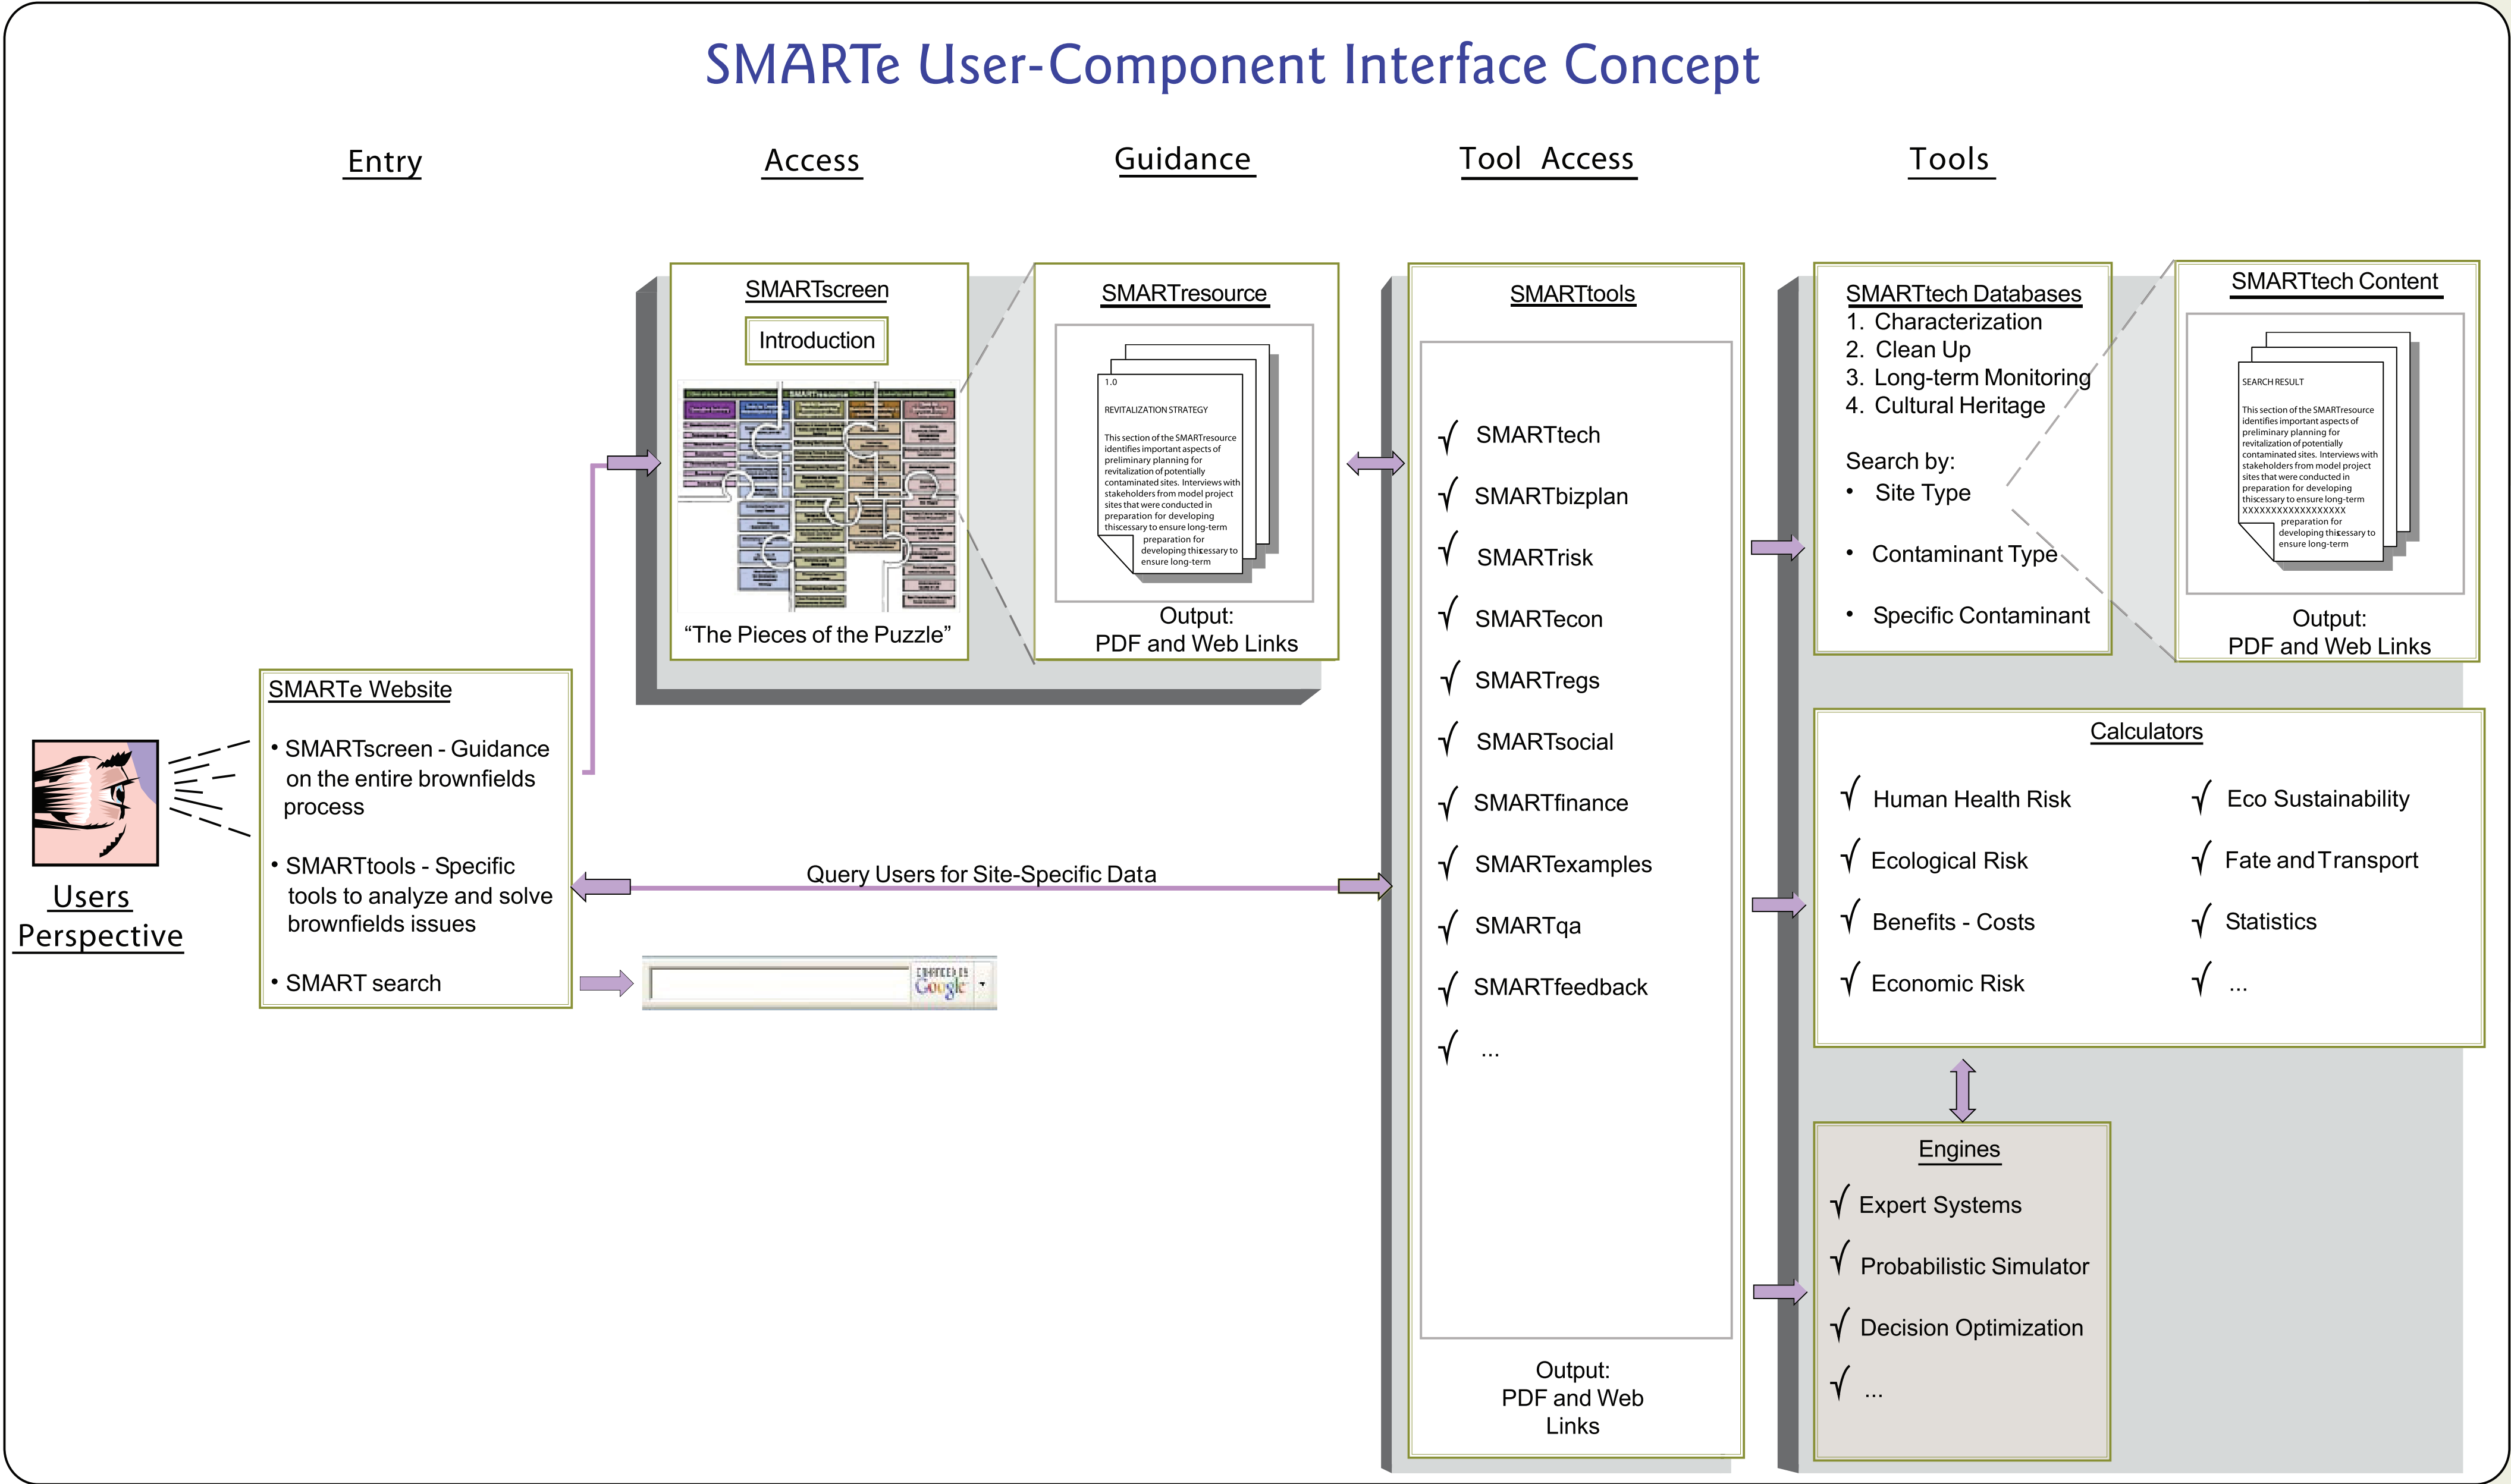 SMARTe User-Component Interface Concept
Entry
Access
Guidance
Tool Access
Tools
Users
Perspective
SMARTe Website
• SMARTscreen - Guidance
on the entire brownfields
process
• SMARTtools - Specific
tools to analyze and solve
brownfields issues
• SMART search
SMARTscreen
Introduction
SMARTresource
“The Pieces of the Puzzle”
SMARTresource
1.0
REVITALIZATION STRATEGY
This section of the SMARTresource
identifies important aspects of
preliminary planning for
revitalization of potentially
contaminated sites. Interviews with
stakeholders from model project
sites that were conducted in
preparation for developing
thiscessary to ensure long-term
preparation for
developing thiscessary to
ensure long-term
Output:
PDF and Web Links
Query Users for Site-Specific Data
ENHANCED BY
Google
SMARTtools
√ SMARTtech
√ SMARTbizplan
√ SMARTrisk
√ SMARTecon
√ SMARTregs
√ SMARTsocial
√ SMARTfinance
√ SMARTexamples
√ SMARTqa
√ SMARTfeedback
√ ...
Output:
PDF and Web
Links
SMARTtech Databases
1. Characterization
2. Clean Up
3. Long-term Monitoring
4. Cultural Heritage
Search by:
• Site Type
• Contaminant Type
• Specific Contaminant
SMARTtech Content
SEARCH RESULT
This section of the SMARTresource
identifies important aspects of
preliminary planning for
revitalization of potentially
contaminated sites. Interviews with
stakeholders from model project
sites that were conducted in
preparation for developing
thiscessary to ensure long-term
XXXXXXXXXXXXXXXXXX
preparation for
developing thiscessary to
ensure long-term
Output:
PDF and Web Links
Calculators
√ Human Health Risk
√ Ecological Risk
√ Benefits - Costs
√ Economic Risk
√ Eco Sustainability
√ Fate and Transport
√ Statistics
√ ...
Engines
√ Expert Systems
√ Probabilistic Simulator
√ Decision Optimization
√ ...